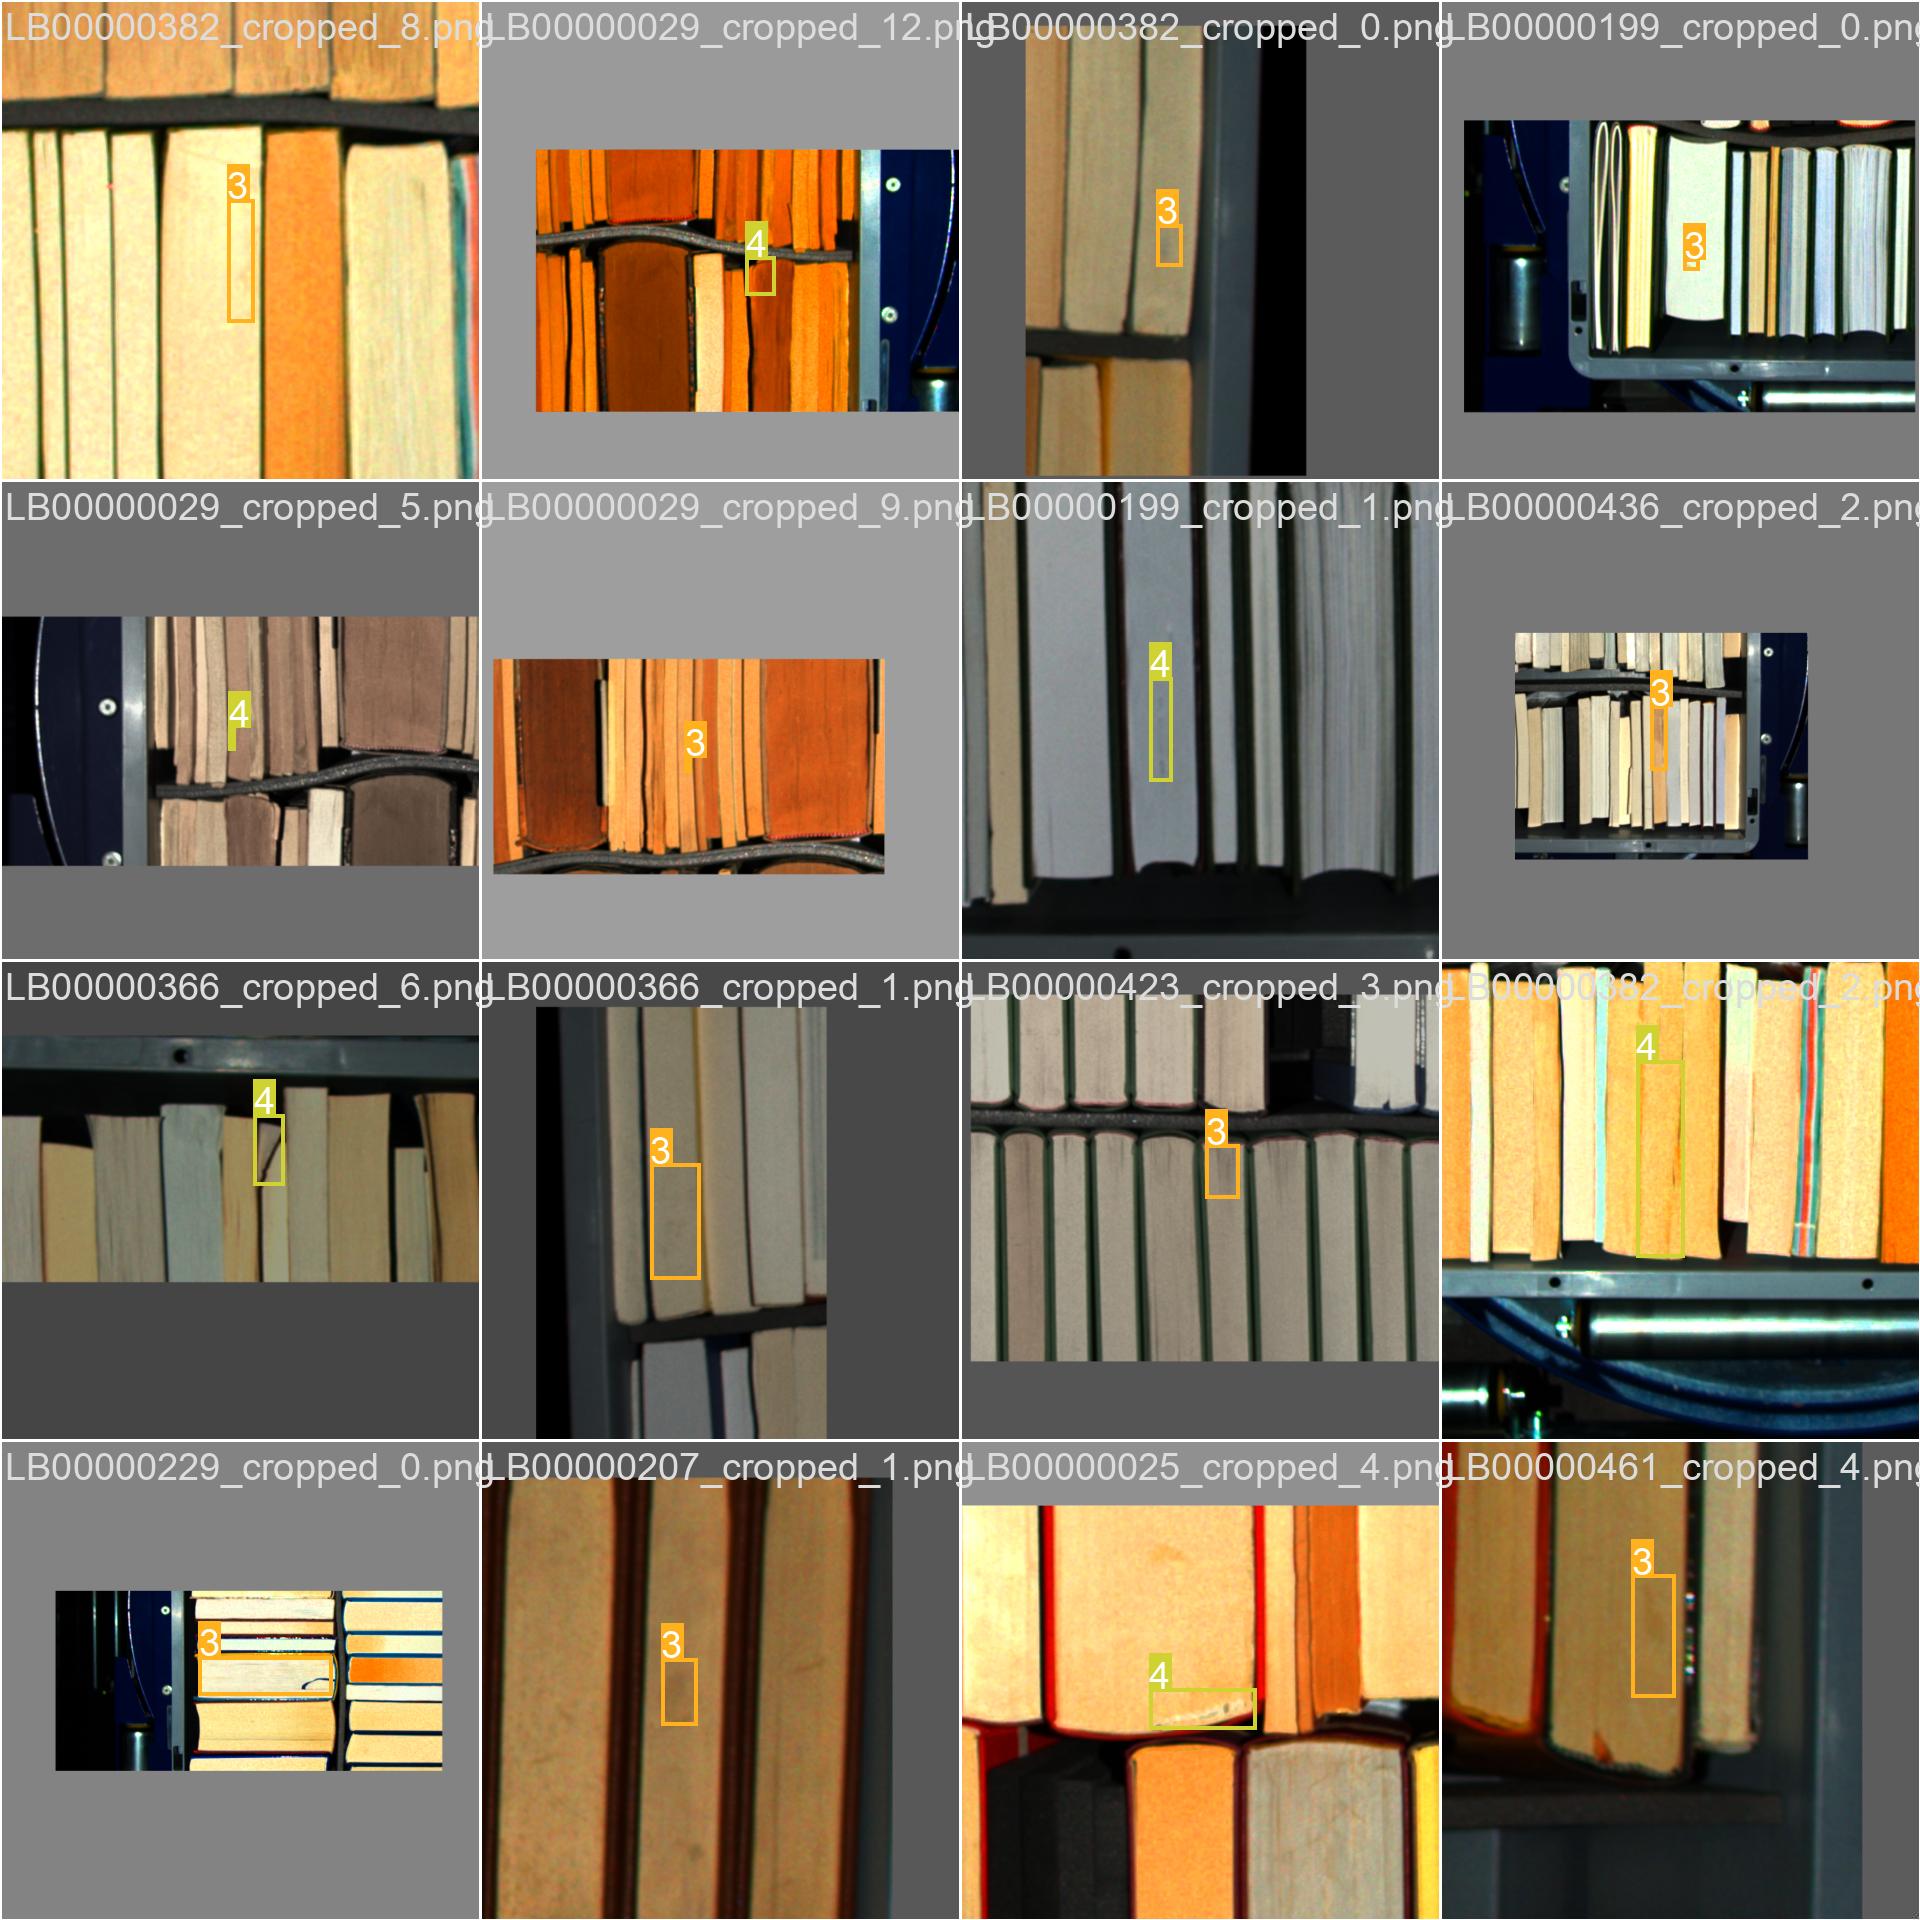 LB00000382_cropped_8.png
LB00000029_cropped_12.png
LB00000382_cropped_0.png
LB00000199_cropped_0.png
3
4
3
3
LB00000029_cropped_5.png
LB00000029_cropped_9.png
LB00000199_cropped_1.png
LB00000436_cropped_2.png
4
3
4
3
LB00000366_cropped_6.png
LB00000366_cropped_1.png
LB00000423_cropped_3.png
LB00000382_cropped_2.png
4
3
3
4
LB00000229_cropped_0.png
LB00000207_cropped_1.png
LB00000025_cropped_4.png
LB00000461_cropped_4.png
3
3
4
3